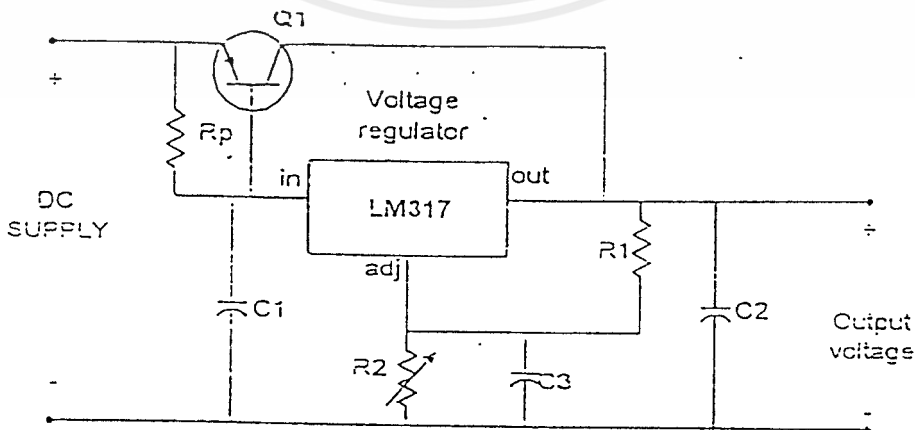 Q1
÷
Voltage
regulator
Rp
in
out
DC
SUPPLY
LM317
÷
R1
adj
C1
C2
Output
voltage
R2
C3
-
-